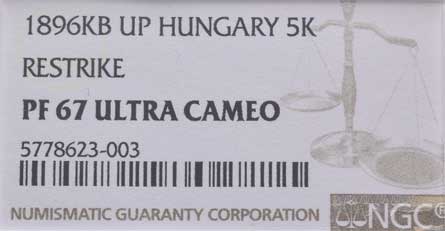 1896KB UP HUNGARY 5K
RESTRIKE
PF 67 ULTRA CAMEO
5778623-003
NUMISMATIC GUARANTY CORPORATION
NGC®